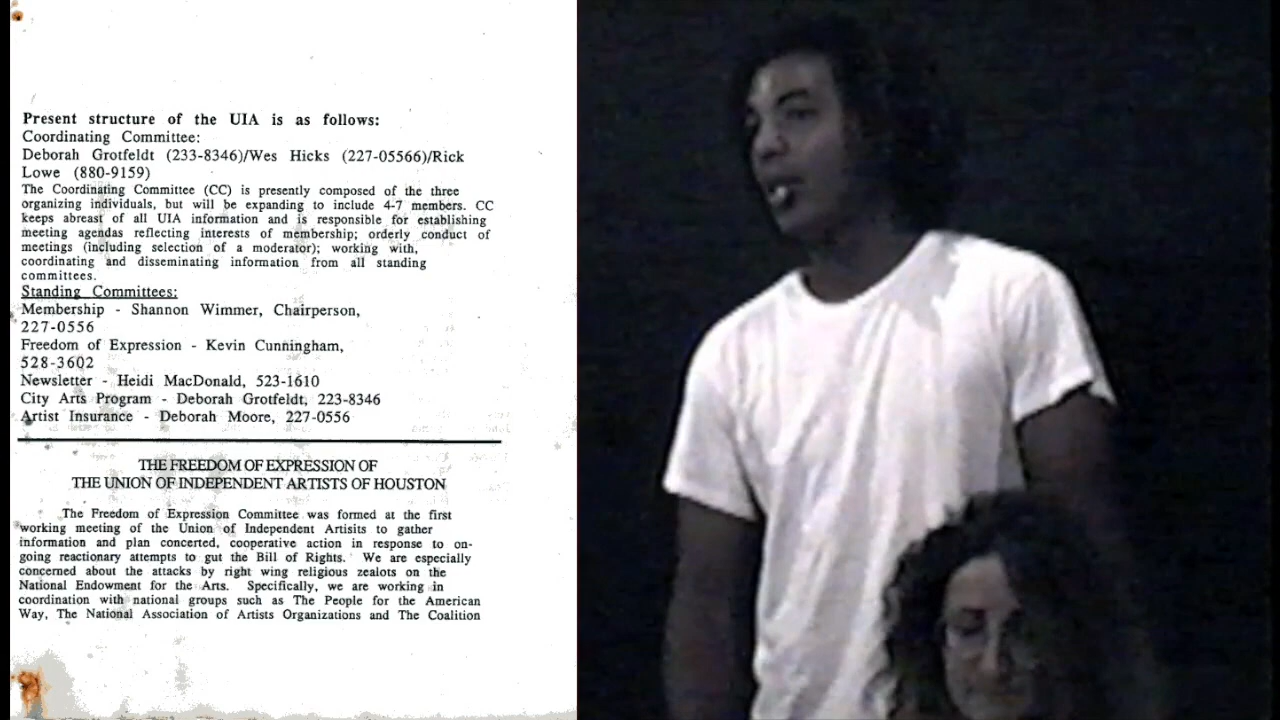 Present structure of the UIA is as follows:
Coordinating Committee:
Deborah Grotfeldt (233-8346)/Wes Hicks (227-05566)/Rick
Lowe (880-9159)
The Coordinating Committee (CC) is presently composed of the three
organizing individuals, but will be expanding to include 4-7 members. CC
keeps abreast of all UIA information and is responsible for establishing
meeting agendas reflecting interests of membership; orderly conduct of
meetings (including selection of a moderator); working with,
coordinating and disseminating information from all standing
committees.
Standing Committees:
Membership - Shannon Wimmer, Chairperson,
227-0556
Freedom of Expression - Kevin Cunningham,
528-3602
Newsletter - Heidi MacDonald, 523-1610
City Arts Program - Deborah Grotfeldt, 223-8346
Artist Insurance - Deborah Moore, 227-0556
THE FREEDOM OF EXPRESSION OF
THE UNION OF INDEPENDENT ARTISTS OF HOUSTON
The Freedom of Expression Committee was formed at the first
working meeting of the Union of Independent Artisits to gather
information and plan concerted, cooperative action in response to on-
going reactionary attempts to gut the Bill of Rights. We are especially
concerned about the attacks by right wing religious zealots on the
National Endowment for the Arts. Specifically, we are working in
coordination with national groups such as The People for the American
Way, The National Association of Artists Organizations and The Coalition